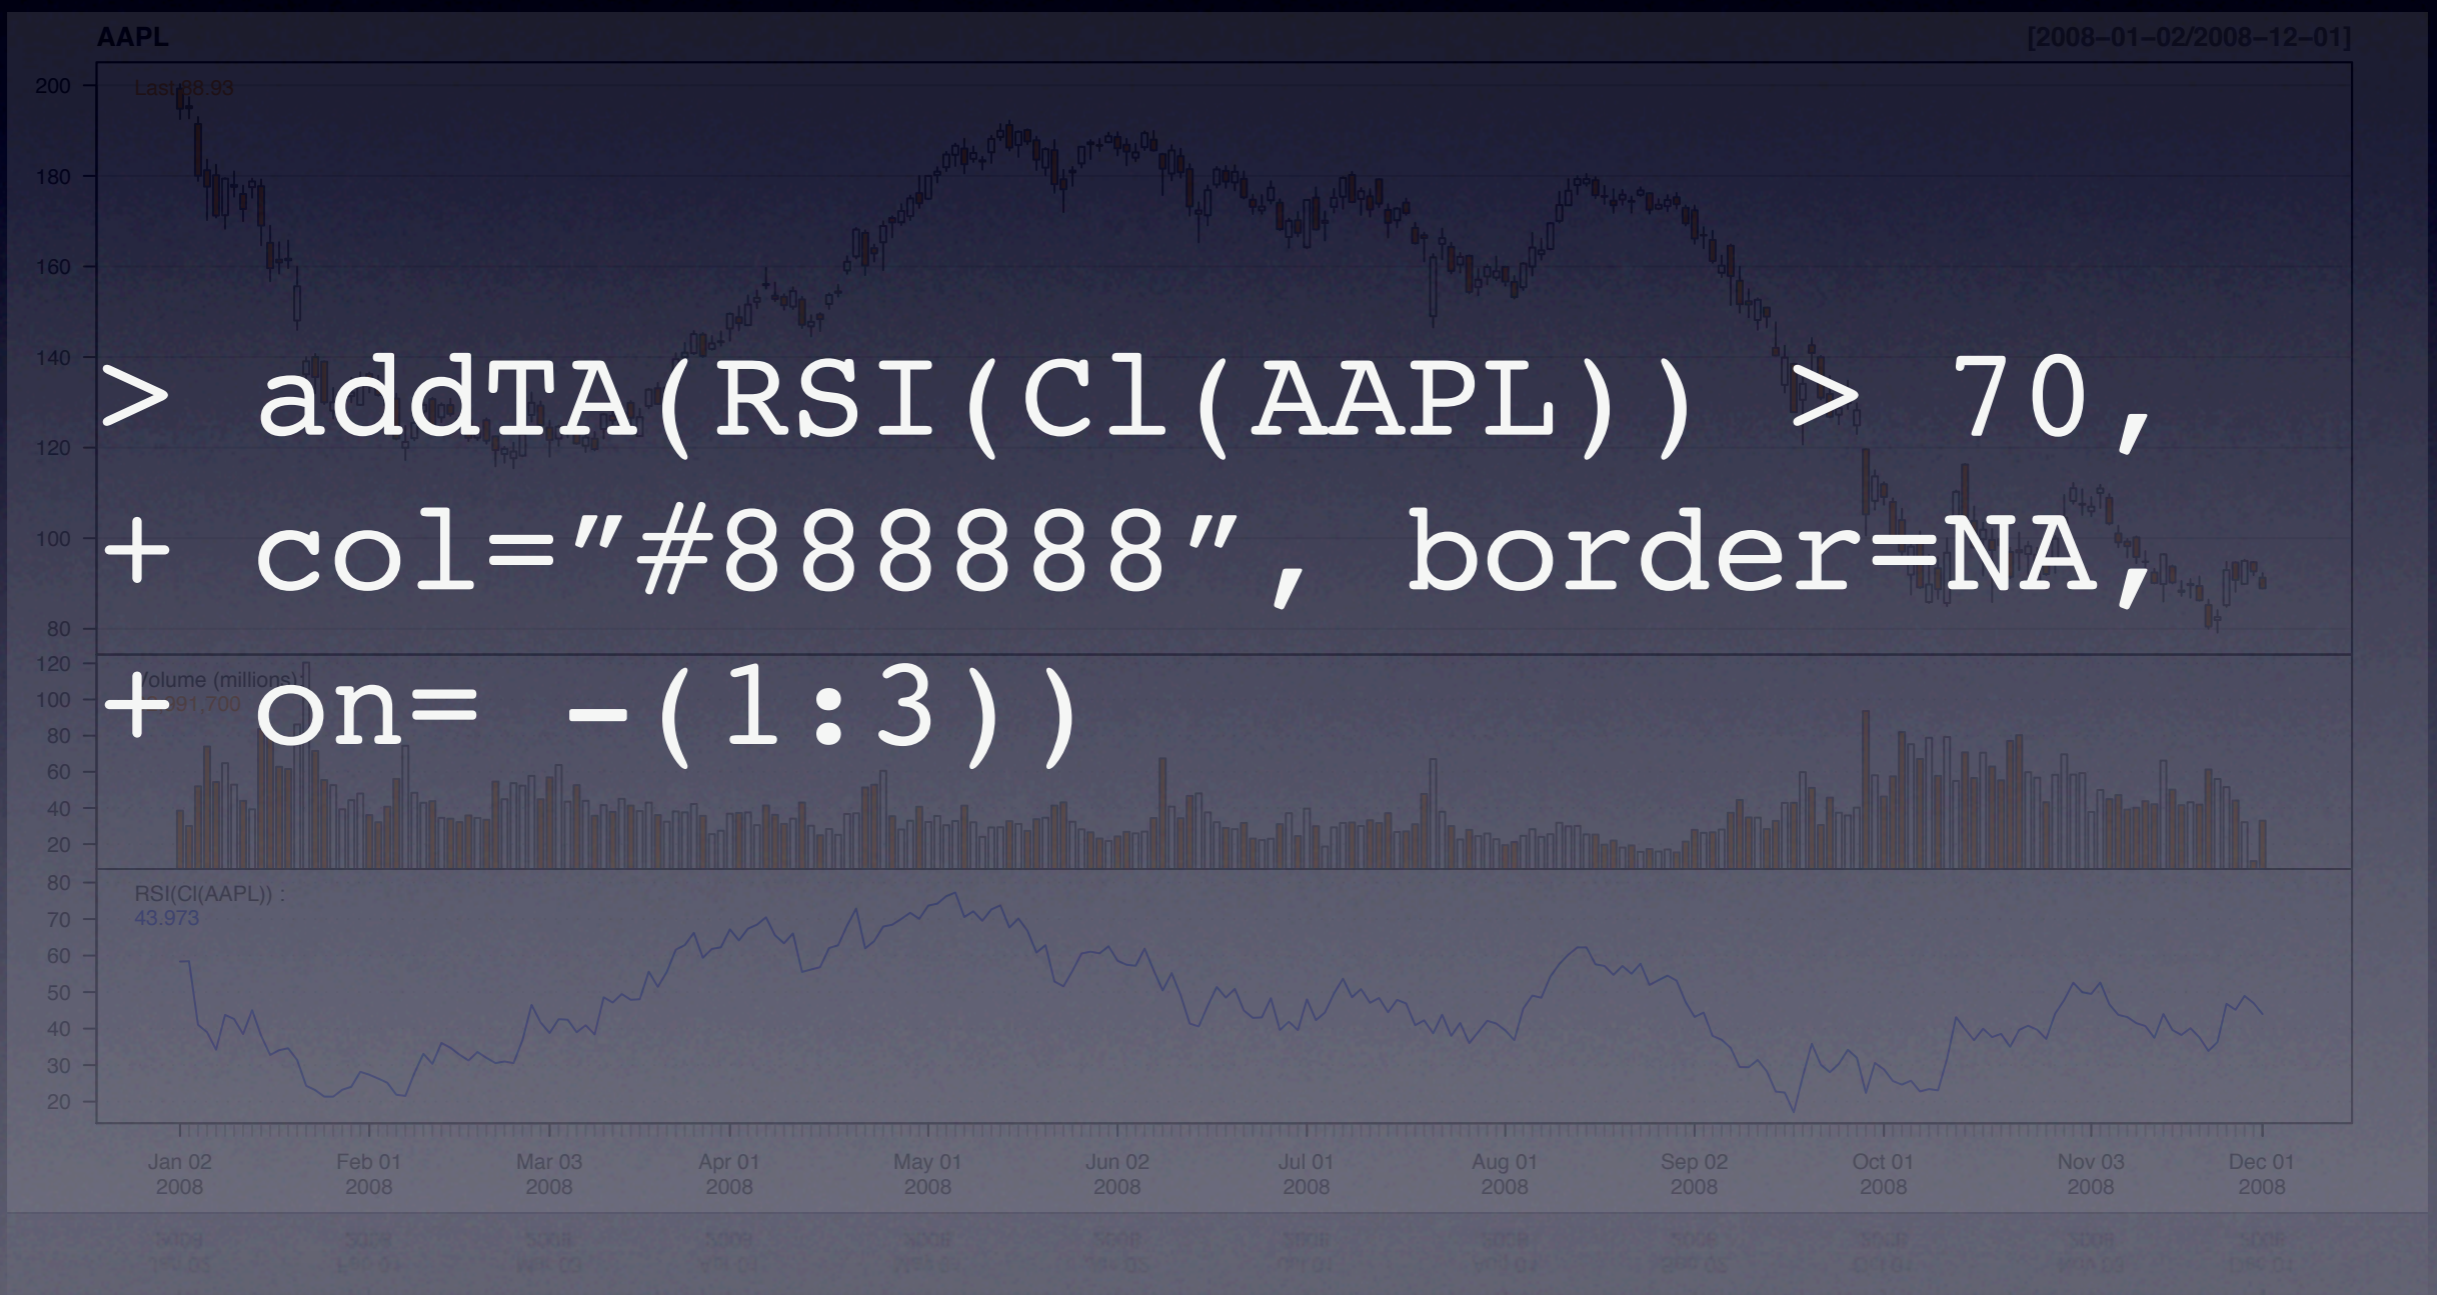 AAPL [2008–01–02/2008–12–01]
Last 88.93
200
180
160
140
120
100
80
> addTA(RSI(Cl(AAPL)) > 70,
+ col="#888888", border=NA,
+ on= -(1:3))
120
100
80
60
40
20
Volume (millions):
091,700
80
70
60
50
40
30
20
RSI(Cl(AAPL)) :
43.973
Jan 02 Feb 01 Mar 03 Apr 01 May 01 Jun 02 Jul 01 Aug 01 Sep 02 Oct 01 Nov 03 Dec 01
2008 2008 2008 2008 2008 2008 2008 2008 2008 2008 2008 2008